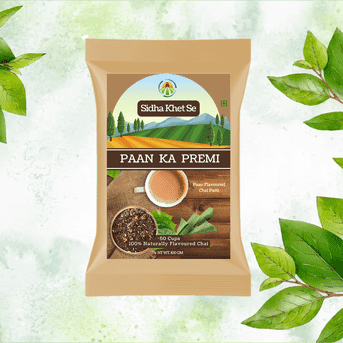 Sidha Khet Se
PAAN KA PREMI
Paan Flavoured
Chai Patti
50 Cups
100% Naturally Flavoured Chai
NT WT 100 GM